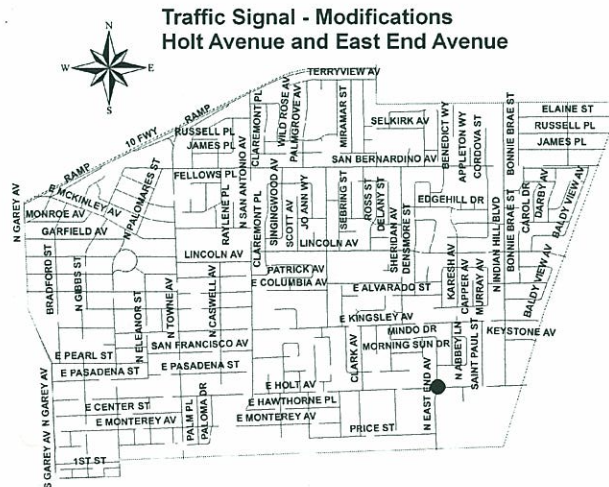 Traffic Signal - Modifications
Holt Avenue and East End Avenue
N
W
E
S
TERRYVIEW AV
10 FWY
RAMP
RAMP
RUSSELL PL
JAMES PL
CLAREMONT PL
WILD ROSE AV
PALMGROVE AV
MIRAMAR ST
SELKIRK AV
BENEDICT WY
APPLETON WY
CORDOVA ST
BONNIE BRAE ST
ELAINE ST
RUSSELL PL
JAMES PL
SAN BERNARDINO AV
FELLOWS PL
N GAREY AV
E MCKINLEY AV
MONROE AV
GARFIELD AV
N PALOMARES ST
RAYLENE PL
N SAN ANTONIO AV
CLAREMONT PL
SINGINGWOOD AV
SCOTT AV
JO ANN WY
SEBRING ST
ROSS ST
DELANY ST
SHERIDAN AV
DENSMORE ST
EDGEHILL DR
N INDIAN HILL BLVD
BONNIE BRAE ST
CAROL DR
DARBY AV
BALDY VIEW AV
LINCOLN AV
LINCOLN AV
BRADFORD ST
N GIBBS ST
PATRICK AV
E COLUMBIA AV
E ALVARADO ST
KARESH AV
CAPPER AV
MURRAY AV
BALDY VIEW AV
N ELEANOR ST
N TOWNE AV
N CASWELL AV
E KINGSLEY AV
MINDO DR
MORNING SUN DR
KEYSTONE AV
SAN FRANCISCO AV
E PEARL ST
E PASADENA ST
E PASADENA ST
CLARK AV
N ABBEY LN
SAINT PAUL ST
N GAREY AV
E HOLT AV
E HAWTHORNE PL
E MONTEREY AV
N EAST END AV
E CENTER ST
E MONTEREY AV
PALM PL
PALOMA DR
PRICE ST
N GAREY AV
S GAREY AV
1ST ST